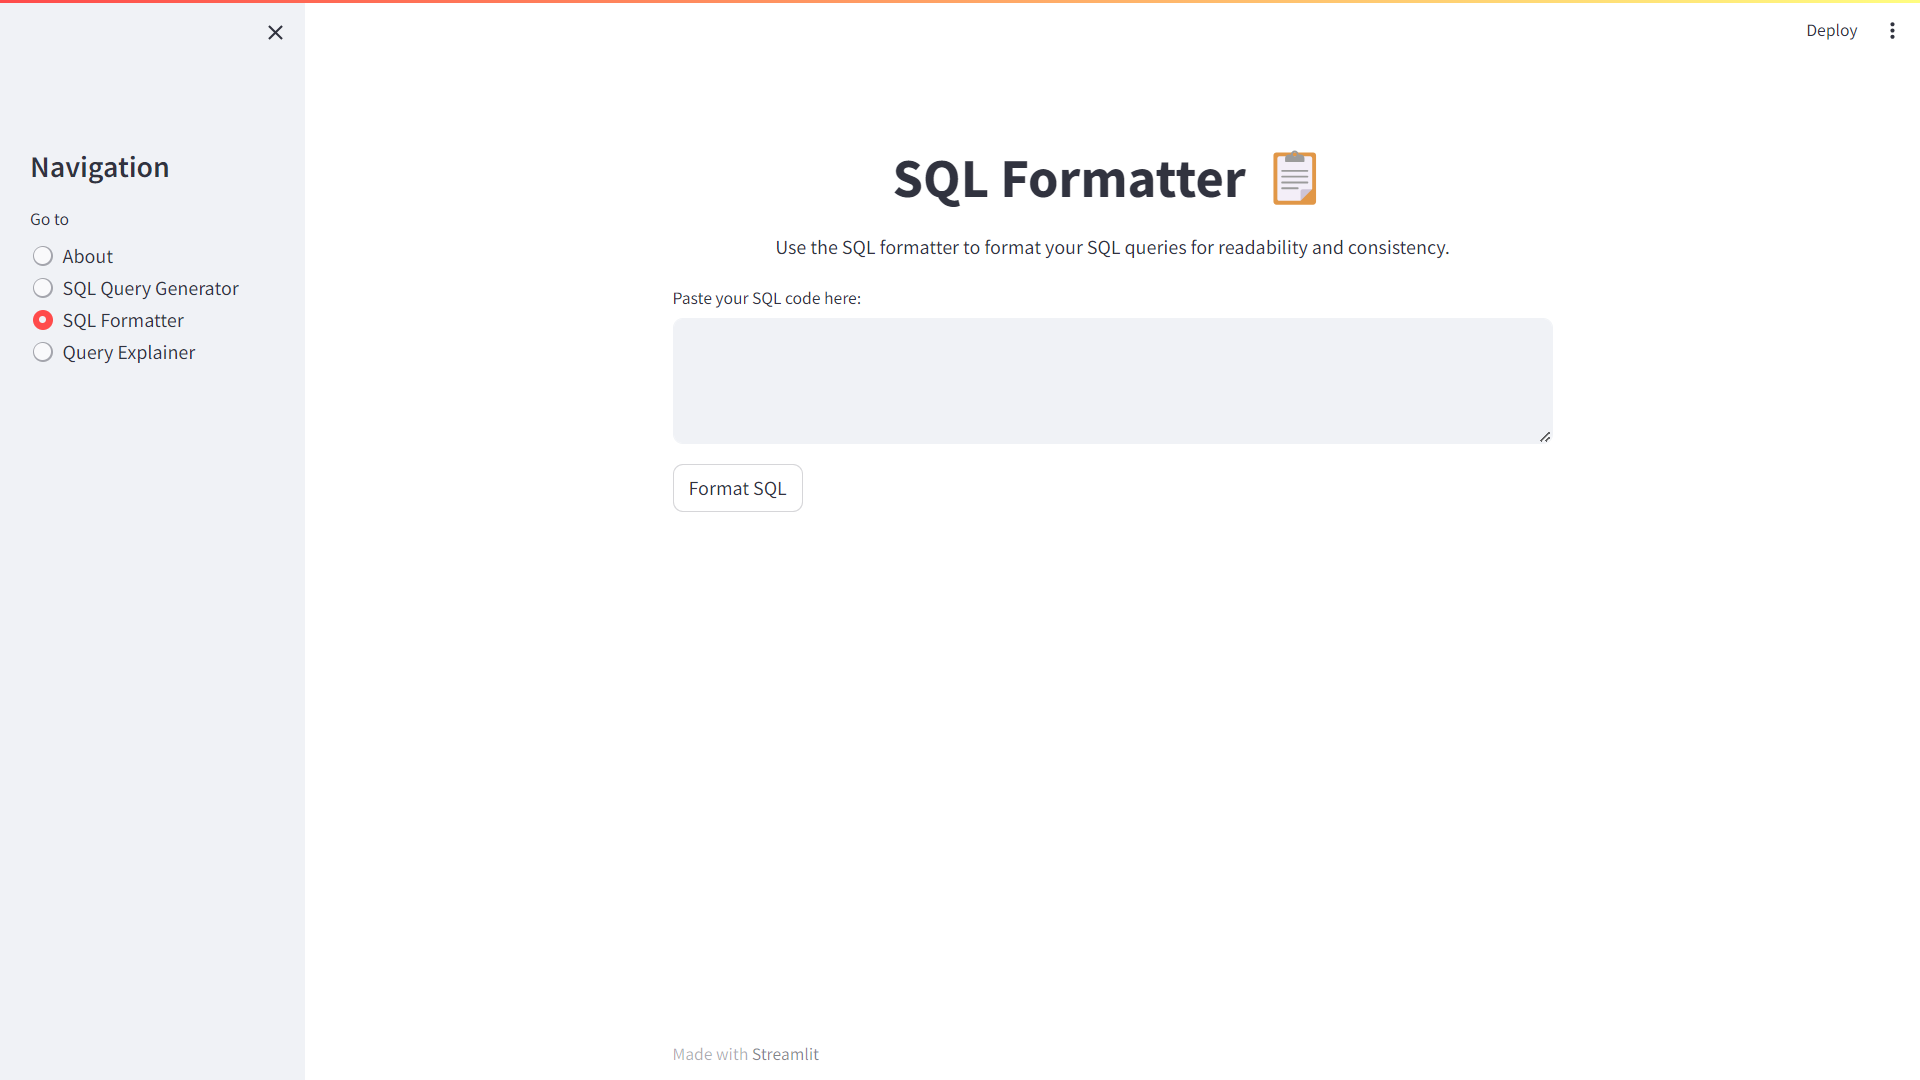 Deploy
Navigation
Go to
About
SQL Query Generator
SQL Formatter
Query Explainer
SQL Formatter 📋
Use the SQL formatter to format your SQL queries for readability and consistency.
Paste your SQL code here:
Format SQL
Made with Streamlit